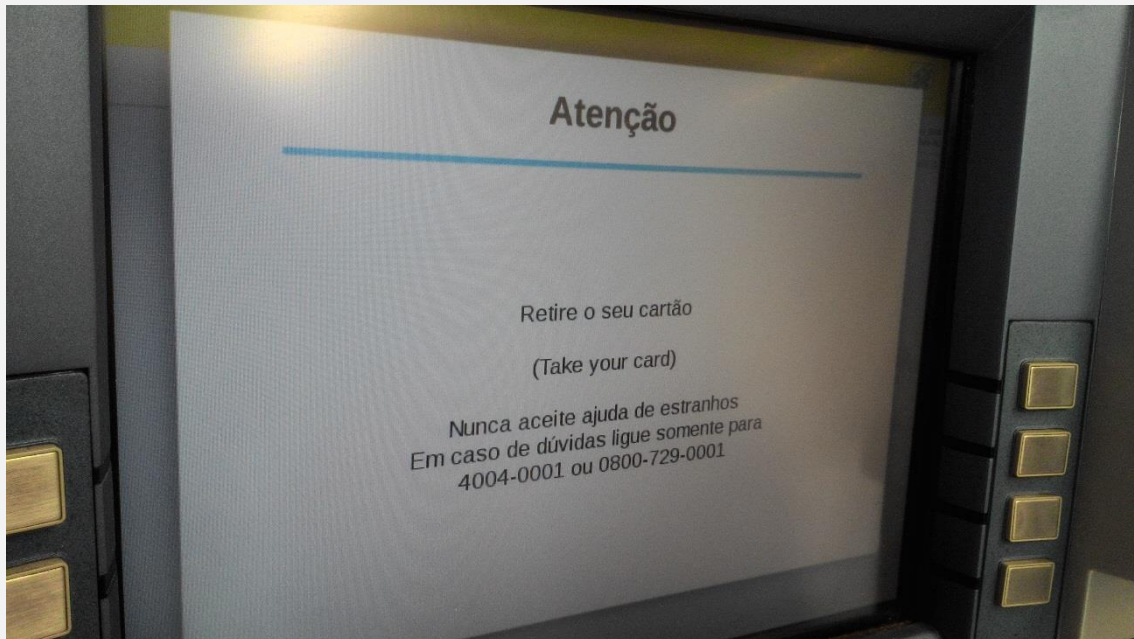 Atenção
Retire o seu cartão
(Take your card)
Nunca aceite ajuda de estranhos
Em caso de dúvidas ligue somente para
4004-0001 ou 0800-729-0001